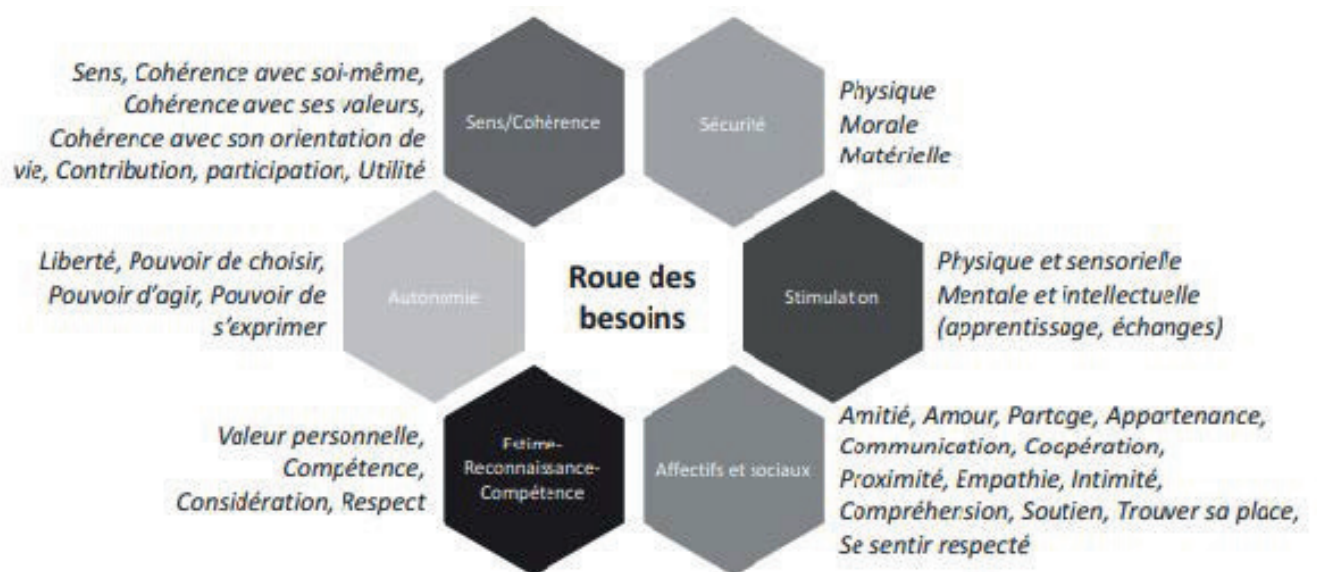 Sens, Cohérence avec soi-même,
Cohérence avec ses valeurs,
Cohérence avec son orientation de
vie, Contribution, participation, Utilité
Sens/Cohérence
Sécurité
Physique
Morale
Matérielle
Liberté, Pouvoir de choisir,
Pouvoir d'agir, Pouvoir de
s'exprimer
Autonomie
Roue des
besoins
Stimulation
Physique et sensorielle
Mentale et intellectuelle
(apprentissage, échanges)
Valeur personnelle,
Compétence,
Considération, Respect
Estime-
Reconnaissance-
Compétence
Affectifs et sociaux
Amitié, Amour, Partage, Appartenance,
Communication, Coopération,
Proximité, Empathie, Intimité,
Compréhension, Soutien, Trouver sa place,
Se sentir respecté